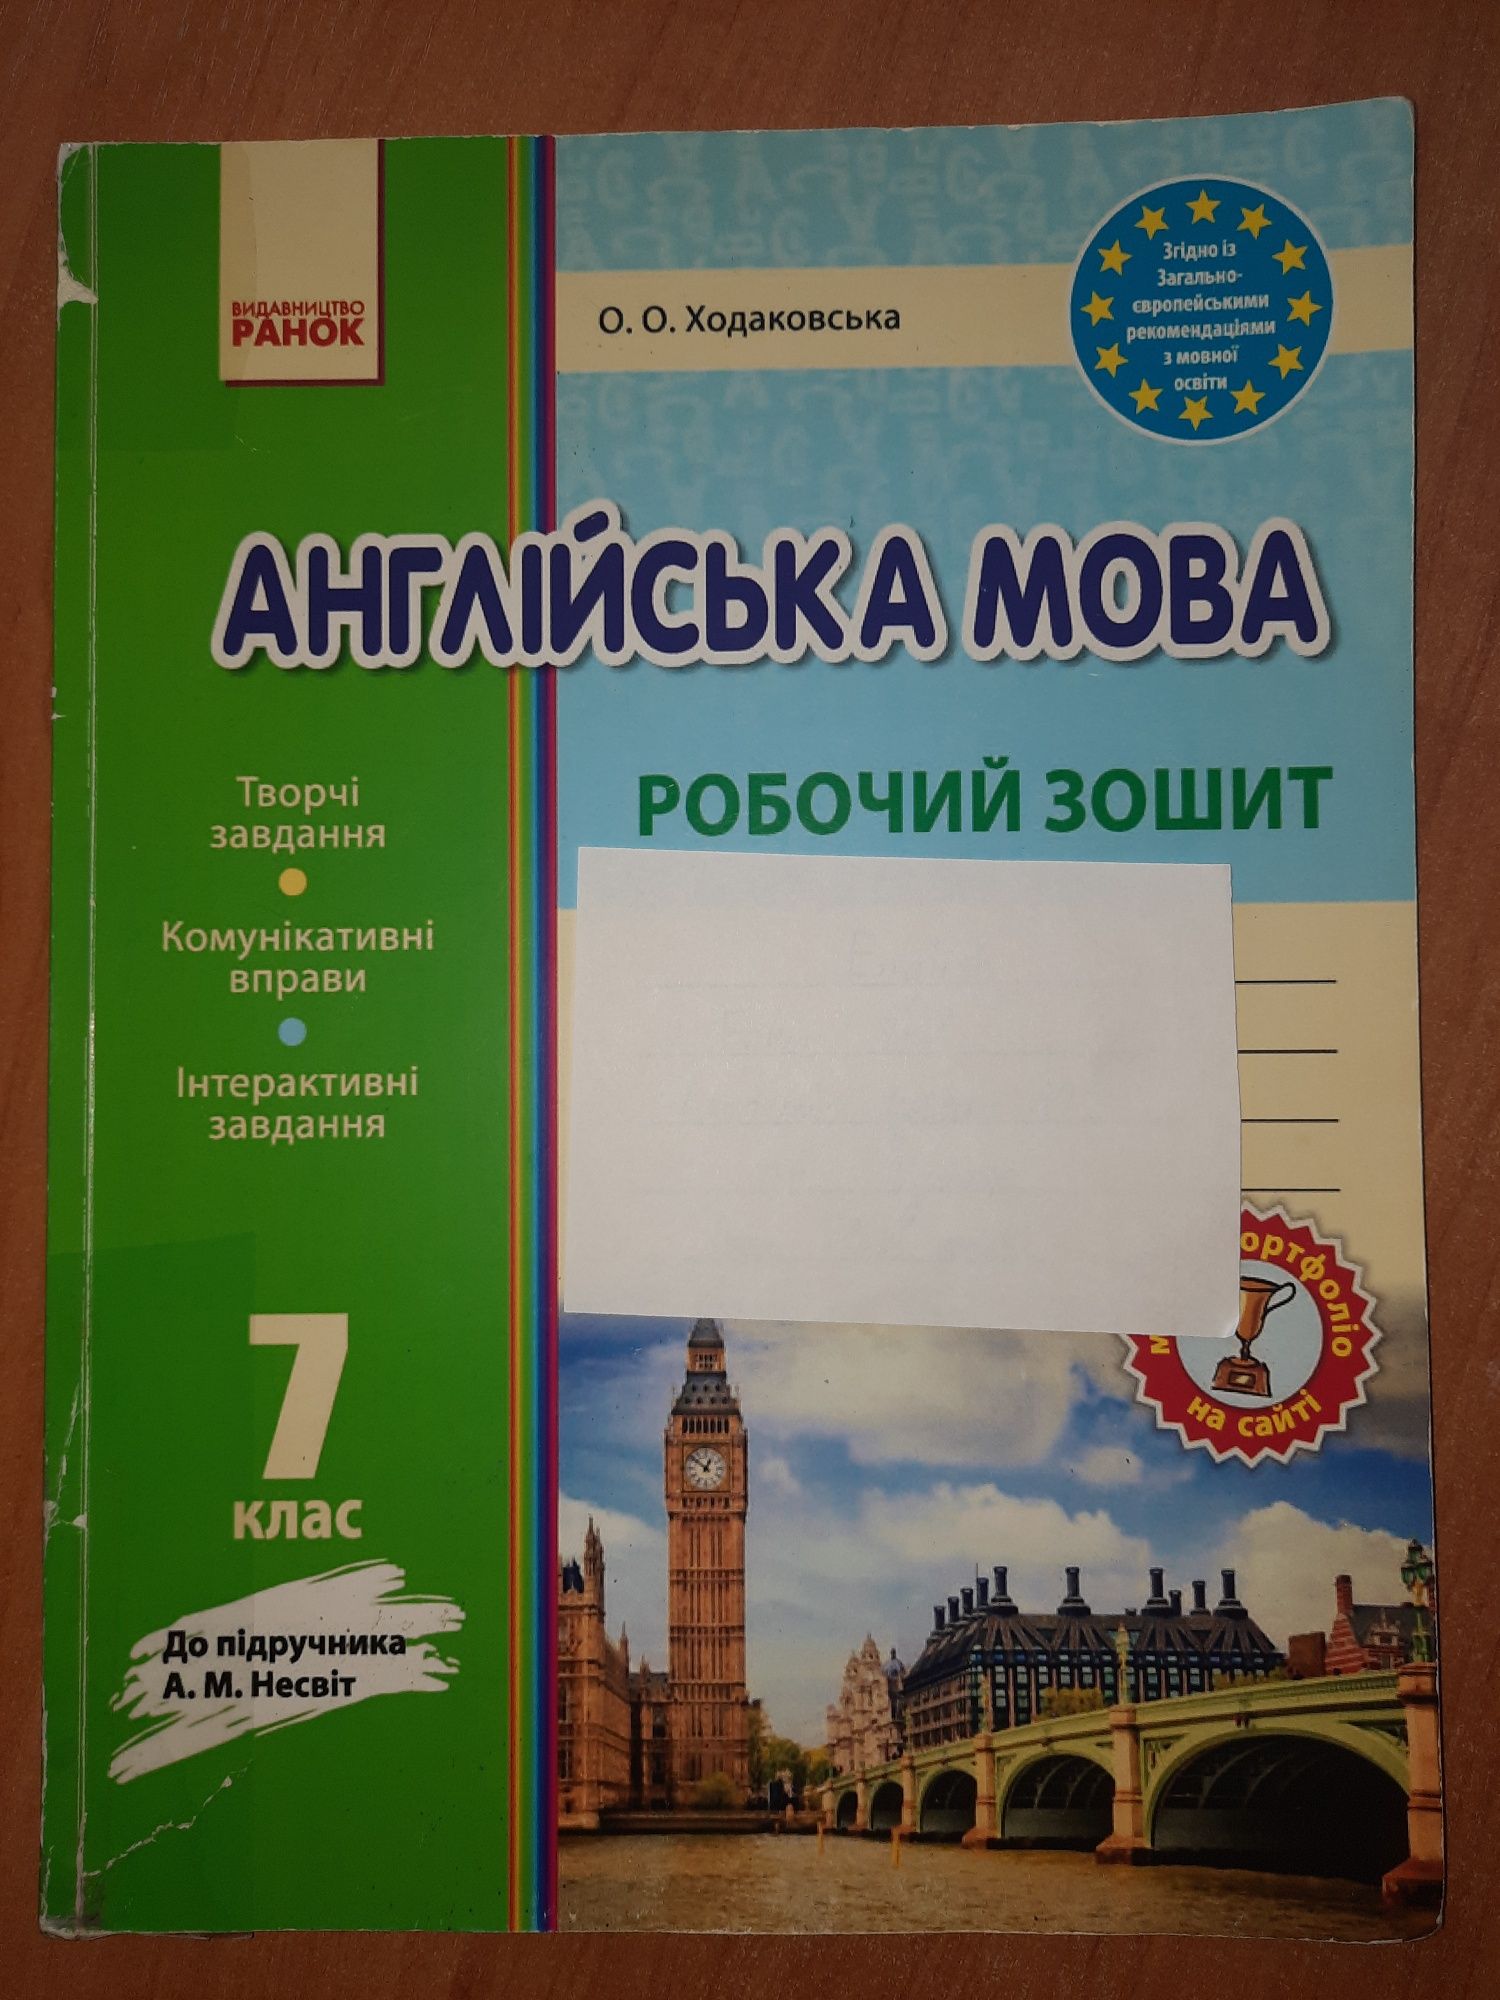 ВИДАВНИЦТВО
РАНОК
О. О. Ходаковська
Згідно із
Загально-
європейськими
рекомендаціями
з мовної
освіти
АНГЛІЙСЬКА МОВА
РОБОЧИЙ ЗОШИТ
Творчі
завдання
Комунікативні
вправи
Інтерактивні
завдання
7
клас
До підручника
А. М. Несвіт
на сайті